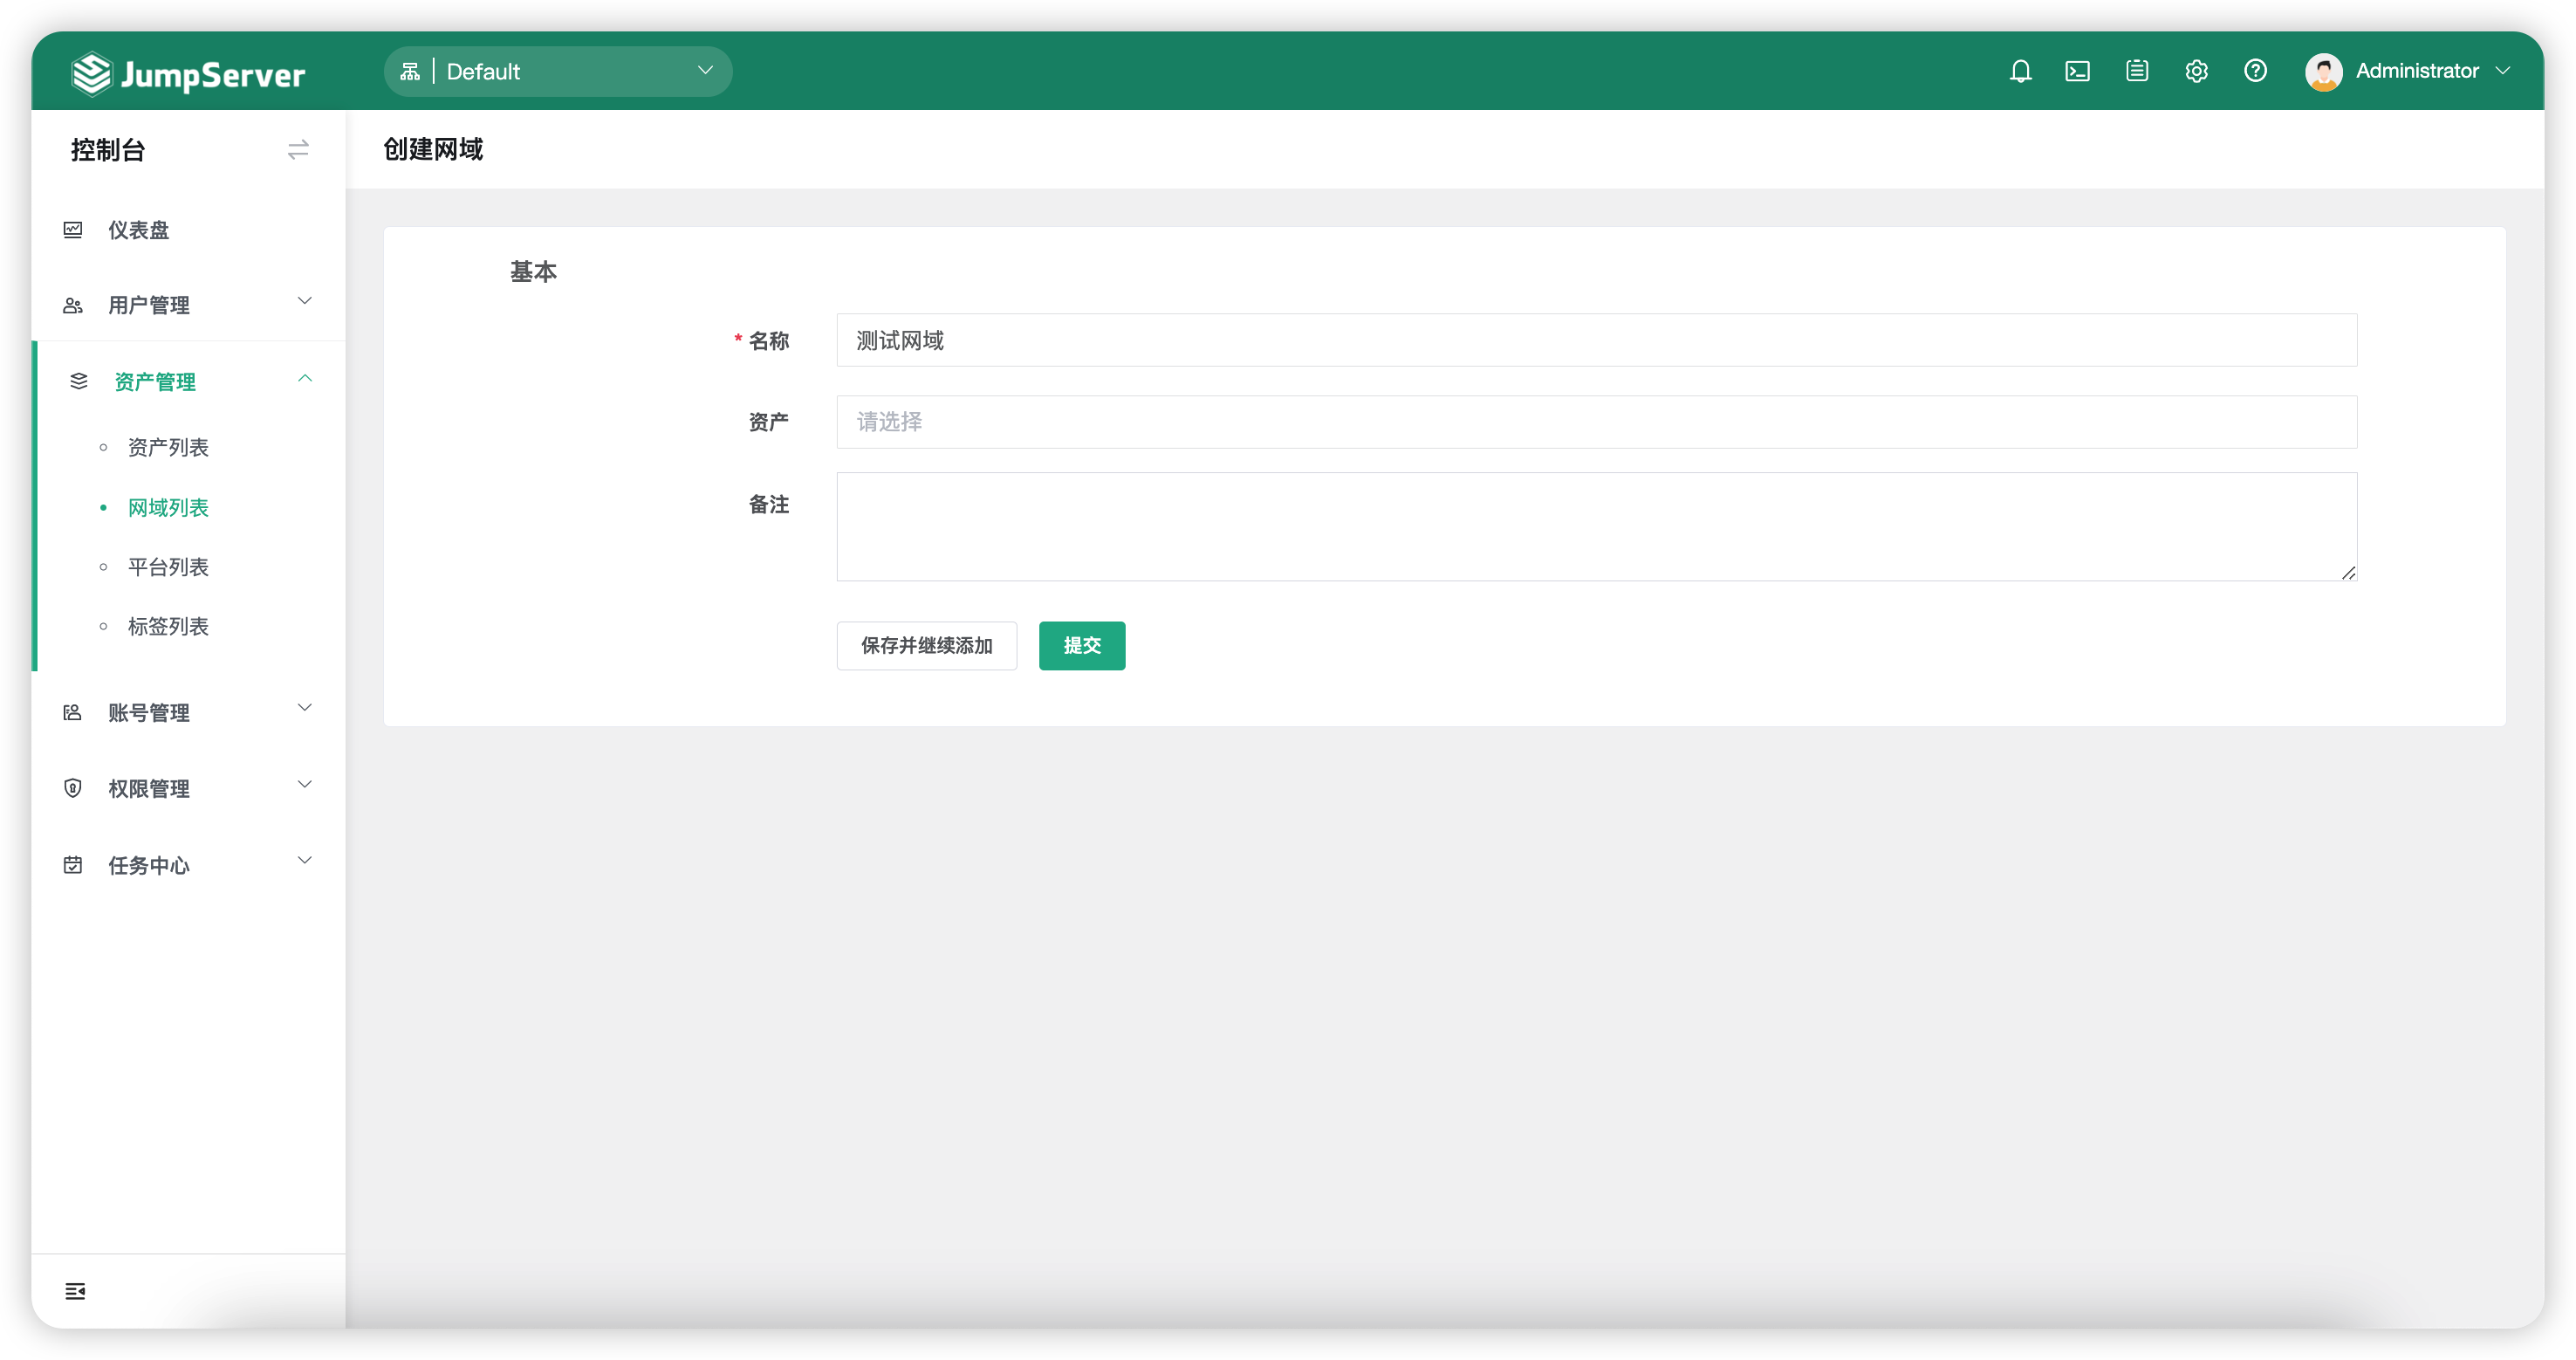 JumpServer
Default
Administrator
控制台
仪表盘
用户管理
资产管理
资产列表
网域列表
平台列表
标签列表
账号管理
权限管理
任务中心
创建网域
基本
* 名称
测试网域
资产
请选择
备注
保存并继续添加
提交